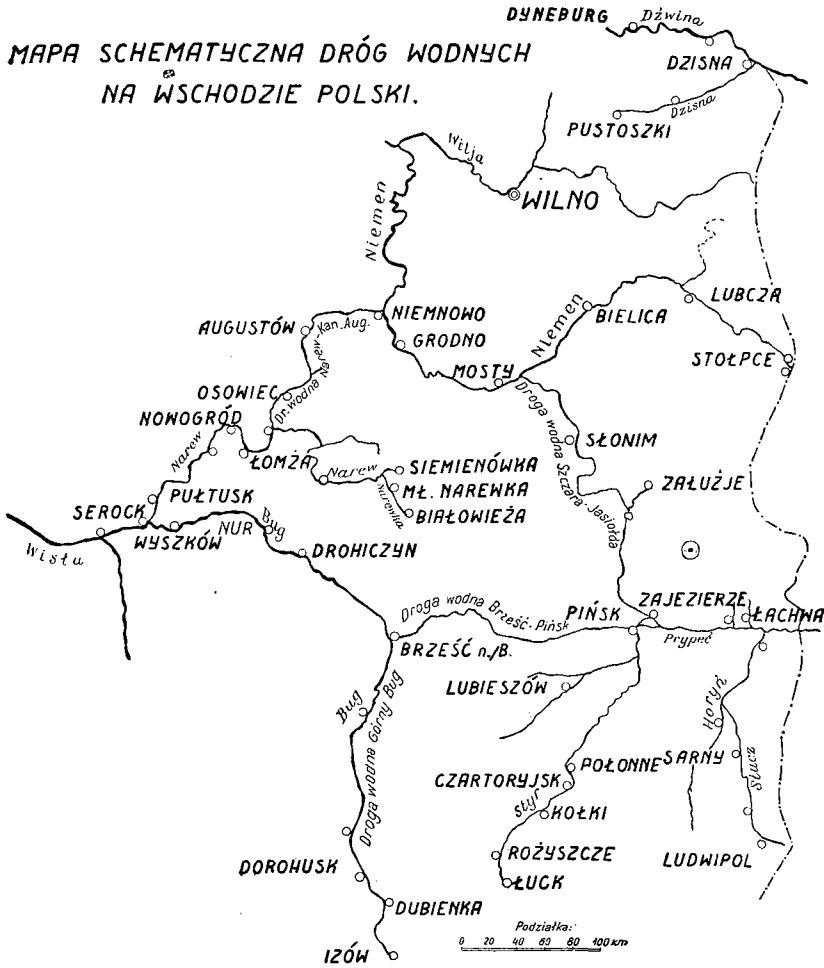 MAPA SCHEMATYCZNA DRÓG WODNYCH
NA WSCHODZIE POLSKI.
DYNEBURG
Dźwina
DZISNA
Dzisna
PUSTOSZKI
Wilja
WILNO
Niemen
LUBCZA
NIEMNOWO
BIELICA
AUGUSTÓW
Kan. Aug.
GRODNO
Niemen
STOŁPCE
MOSTY
OSOWIEC
Dr. wodna Narew-
NOWOGRÓD
Droga wodna Szczara-Jasiołda
SŁONIM
Narew
ŁOMŻA
SIEMIENÓWKA
Narew
ZAŁUŻJE
MŁ. NAREWKA
PUŁTUSK
Narewka
SEROCK
BIAŁOWIEŻA
WYSZKÓW
NUR
Bug
Wisła
DROHICZYN
Droga wodna Brześć-Pińsk
PIŃSK
ZAJEZIERZE
ŁACHWA
Prypeć
BRZEŚĆ n./B.
LUBIESZÓW
Bug
Droga wodna Górny Bug
Horyń
POŁONNE
SARNY
Słucz
CZARTORYJSK
Styr
KOŁKI
ROŻYSZCZE
LUDWIPOL
DOROHUSK
ŁUCK
DUBIENKA
Podziałka:
0 20 40 60 80 100 km
IZÓW